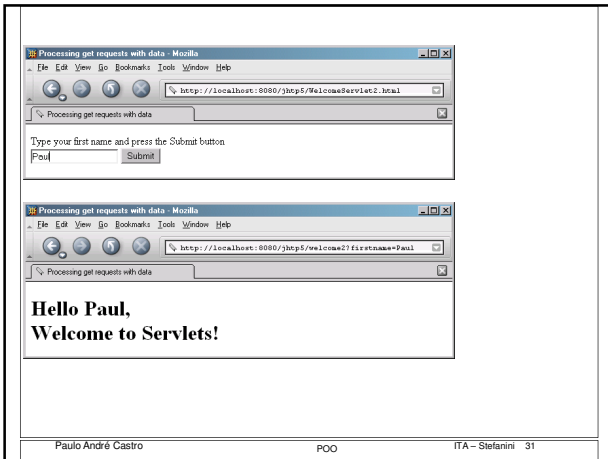 Processing get requests with data - Mozilla
File Edit View Go Bookmarks Tools Window Help
http://localhost:8080/jhtp5/WelcomeServlet2.html
Processing get requests with data
Type your first name and press the Submit button
Paul Submit
Processing get requests with data - Mozilla
File Edit View Go Bookmarks Tools Window Help
http://localhost:8080/jhtp5/welcome2?firstname=Paul
Processing get requests with data
Hello Paul,
Welcome to Servlets!
Paulo André Castro POO ITA – Stefanini 31